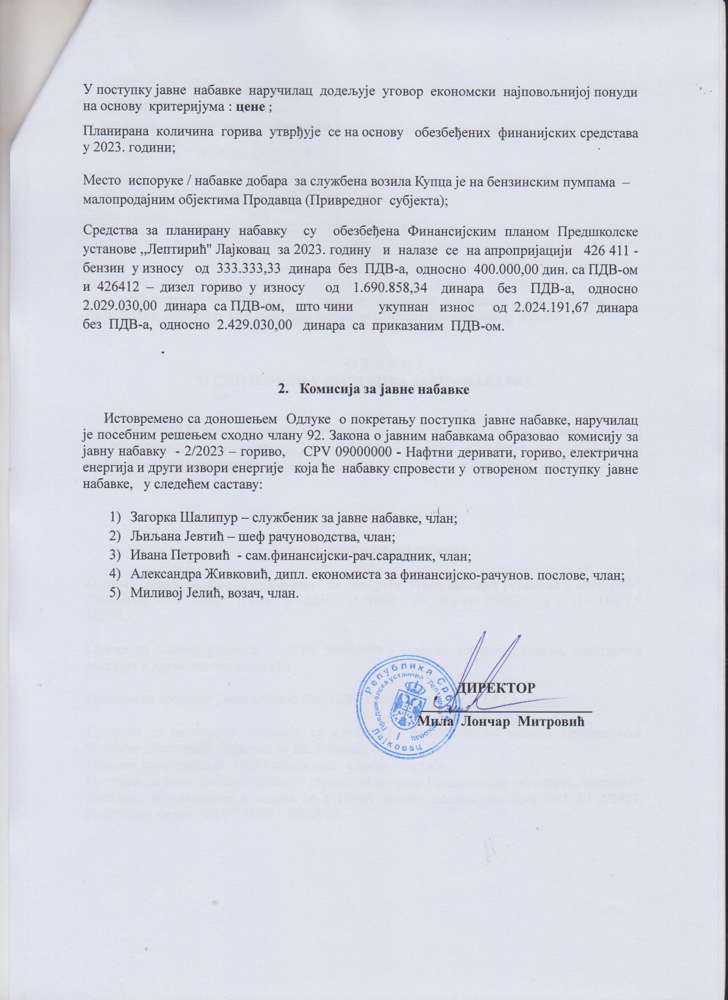 У поступку јавне набавке наручилац додељује уговор економски најповољнијој понуди
на основу критеријума : цене ;
Планирана количина горива утврђује се на основу обезбеђених финанијских средстава
у 2023. години;
Место испоруке / набавке добара за службена возила Купца је на бензинским пумпама –
малопродајним објектима Продавца (Привредног субјекта);
Средства за планирану набавку су обезбеђена Финансијским планом Предшколске
установе ,,Лептирић" Лајковац за 2023. годину и налазе се на апропријацији 426 411 -
бензин у износу од 333.333,33 динара без ПДВ-а, односно 400.000,00 дин. са ПДВ-ом
и 426412 – дизел гориво у износу од 1.690.858,34 динара без ПДВ-а, односно
2.029.030,00 динара са ПДВ-ом, што чини укупнан износ од 2.024.191,67 динара
без ПДВ-а, односно 2.429.030,00 динара са приказаним ПДВ-ом.
2. Комисија за јавне набавке
Истовремено са доношењем Одлуке о покретању поступка јавне набавке, наручилац
је посебним решењем сходно члану 92. Закона о јавним набавкама образовао комисију за
јавну набавку - 2/2023 – гориво, CPV 09000000 - Нафтни деривати, гориво, електрична
енергија и други извори енергије која ће набавку спровести у отвореном поступку јавне
набавке, у следећем саставу:
1) Загорка Шалипур – службеник за јавне набавке, члан;
2) Љиљана Јевтић – шеф рачуноводства, члан;
3) Ивана Петровић - сам.финансијски-рач.сарадник, члан;
4) Александра Живковић, дипл. економиста за финансијско-рачунов. послове, члан;
5) Миливој Јелић, возач, члан.
Република Србија
Предшколска установа "Лептирић" Лајковац
I
Лајковац
ДИРЕКТОР
Мила Лончар Митровић